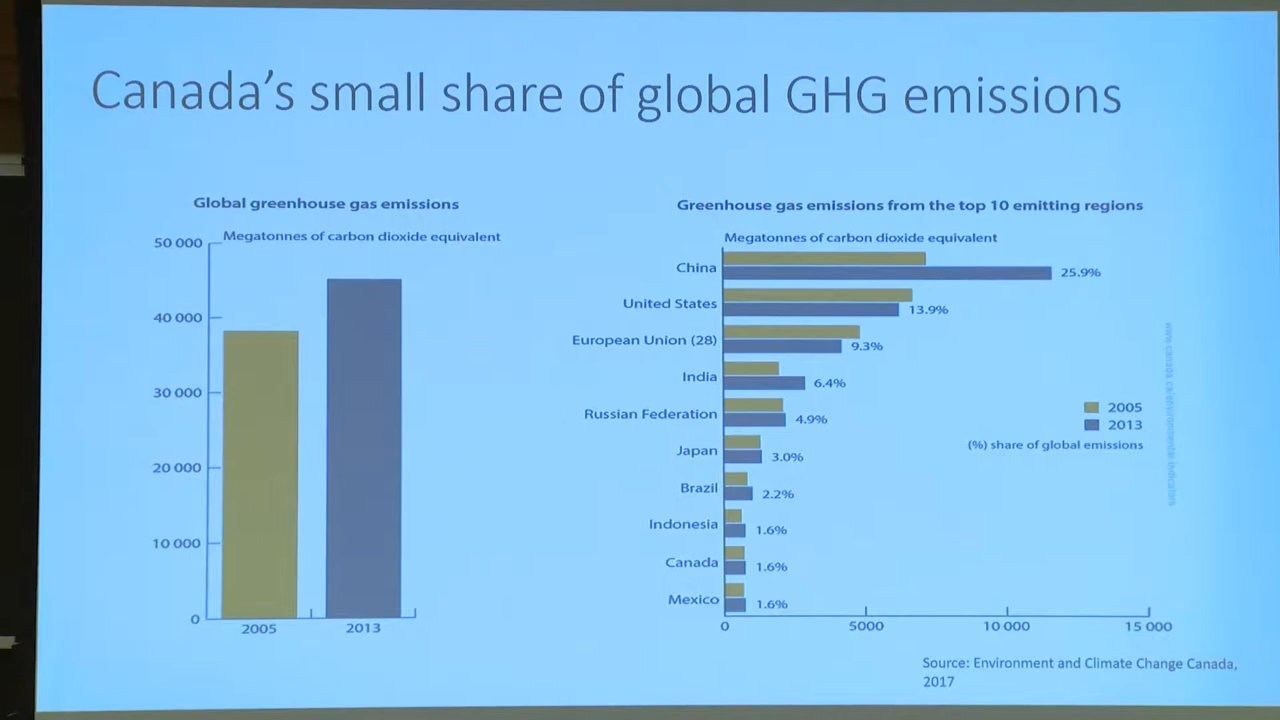 Canada's small share of global GHG emissions
Global greenhouse gas emissions
Megatonnes of carbon dioxide equivalent
50 000
40 000
30 000
20 000
10 000
0
2005
2013
Greenhouse gas emissions from the top 10 emitting regions
Megatonnes of carbon dioxide equivalent
China
25.9%
United States
13.9%
European Union (28)
9.3%
India
6.4%
Russian Federation
4.9%
Japan
3.0%
Brazil
2.2%
Indonesia
1.6%
Canada
1.6%
Mexico
1.6%
0
5000
10 000
15 000
2005
2013
(%) share of global emissions
www.canada.ca/environmental-indicators
Source: Environment and Climate Change Canada,
2017